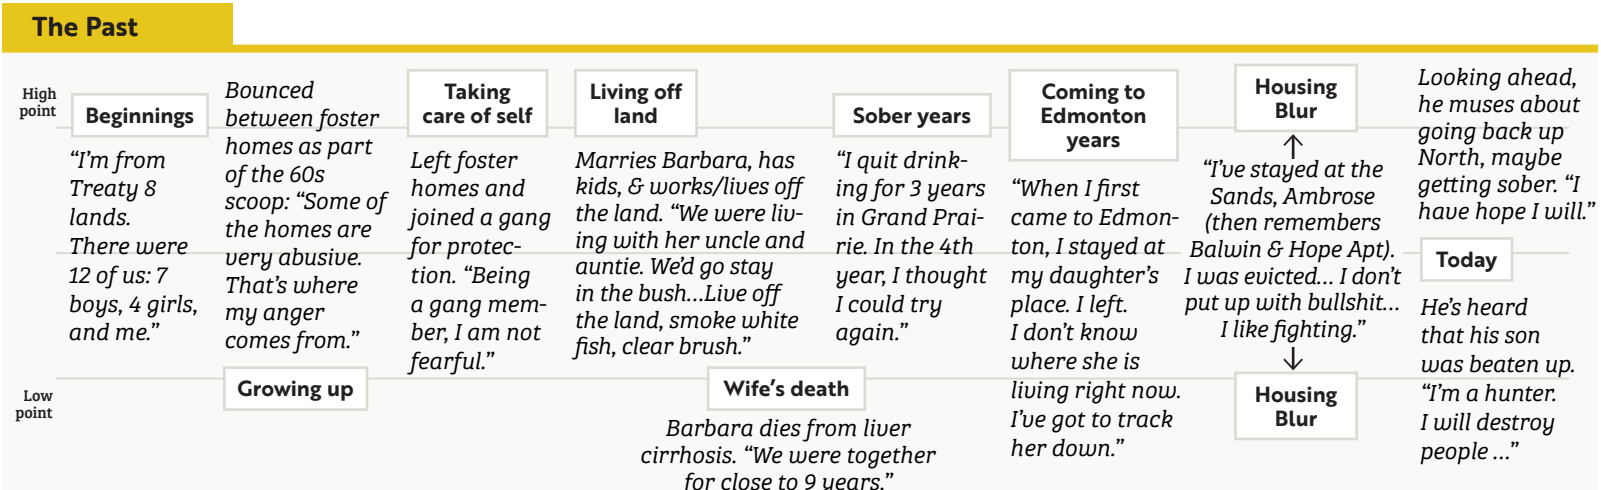 The Past
High
point
Beginnings
“I’m from
Treaty 8
lands.
There were
12 of us: 7
boys, 4 girls,
and me.”
Bounced
between foster
homes as part
of the 60s
scoop: “Some of
the homes are
very abusive.
That’s where
my anger
comes from.”
Growing up
Taking
care of self
Left foster
homes and
joined a gang
for protec-
tion. “Being
a gang mem-
ber, I am not
fearful.”
Living off
land
Marries Barbara, has
kids, & works/lives off
the land. “We were liv-
ing with her uncle and
auntie. We’d go stay
in the bush...Live off
the land, smoke white
fish, clear brush.”
Wife’s death
Barbara dies from liver
cirrhosis. “We were together
for close to 9 years.”
Sober years
“I quit drink-
ing for 3 years
in Grand Prai-
rie. In the 4th
year, I thought
I could try
again.”
Coming to
Edmonton
years
“When I first
came to Edmon-
ton, I stayed at
my daughter’s
place. I left.
I don’t know
where she is
living right now.
I’ve got to track
her down.”
Housing
Blur
“I’ve stayed at the
Sands, Ambrose
(then remembers
Balwin & Hope Apt).
I was evicted... I don’t
put up with bullshit...
I like fighting.”
Housing
Blur
Looking ahead,
he muses about
going back up
North, maybe
getting sober. “I
have hope I will.”
Today
He’s heard
that his son
was beaten up.
“I’m a hunter.
I will destroy
people ...”
Low
point